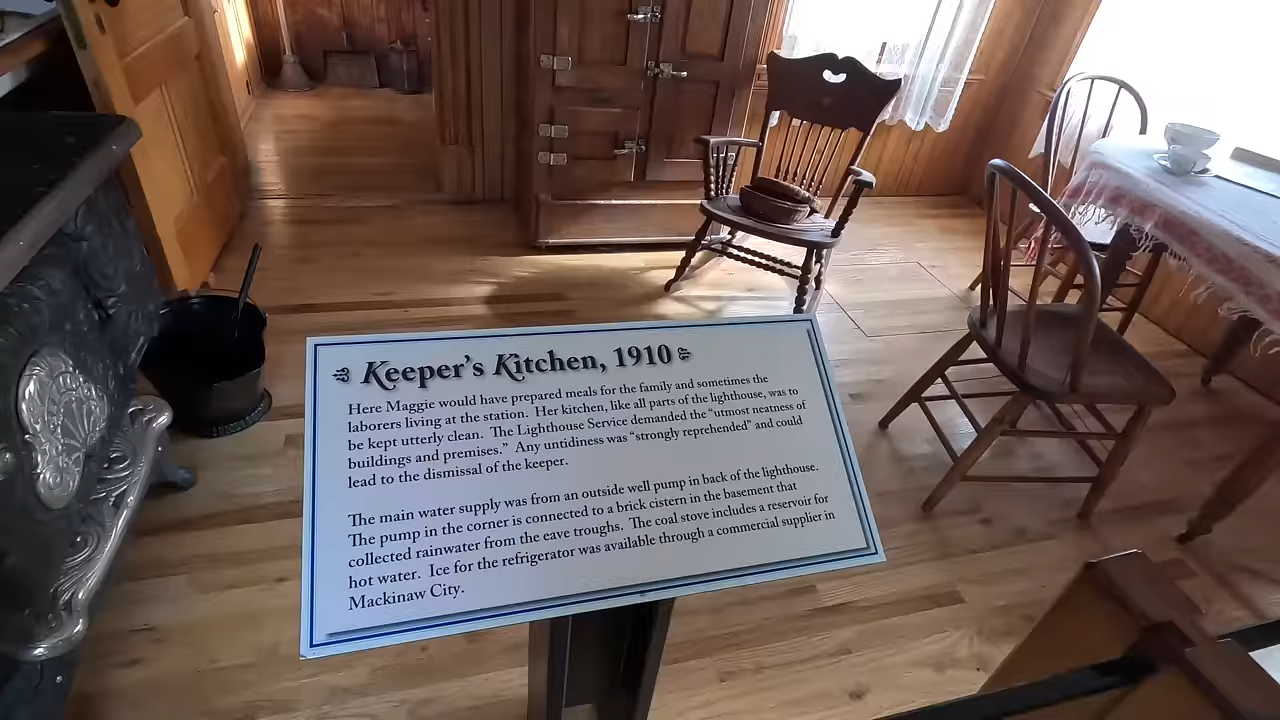 Keeper's Kitchen, 1910
Here Maggie would have prepared meals for the family and sometimes the
laborers living at the station. Her kitchen, like all parts of the lighthouse, was to
be kept utterly clean. The Lighthouse Service demanded the "utmost neatness of
buildings and premises." Any untidiness was "strongly reprehended" and could
lead to the dismissal of the keeper.
The main water supply was from an outside well pump in back of the lighthouse.
The pump in the corner is connected to a brick cistern in the basement that
collected rainwater from the eave troughs. The coal stove includes a reservoir for
hot water. Ice for the refrigerator was available through a commercial supplier in
Mackinaw City.